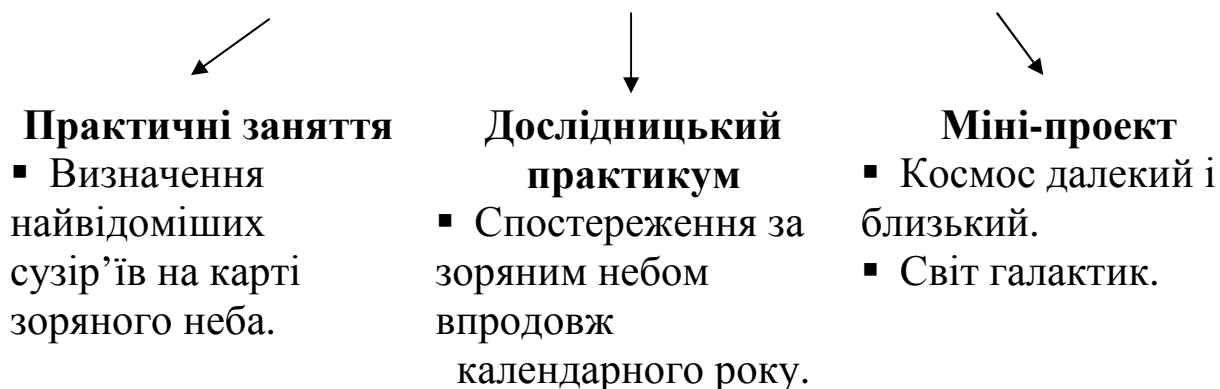 Практичні заняття
▪ Визначення
найвідоміших
сузір’їв на карті
зоряного неба.
Дослідницький
практикум
▪ Спостереження за
зоряним небом
впродовж
календарного року.
Міні-проект
▪ Космос далекий і
близький.
▪ Світ галактик.